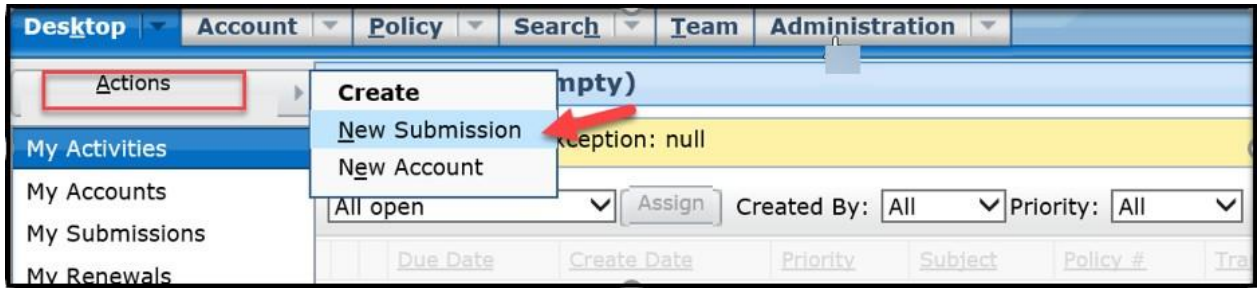 Desktop Account Policy Search Team Administration
Actions
Create
mpty)
New Submission
ception: null
New Account
My Activities
My Accounts
My Submissions
My Renewals
All open Assign Created By: All Priority: All
Due Date Create Date Priority Subject Policy # Tra